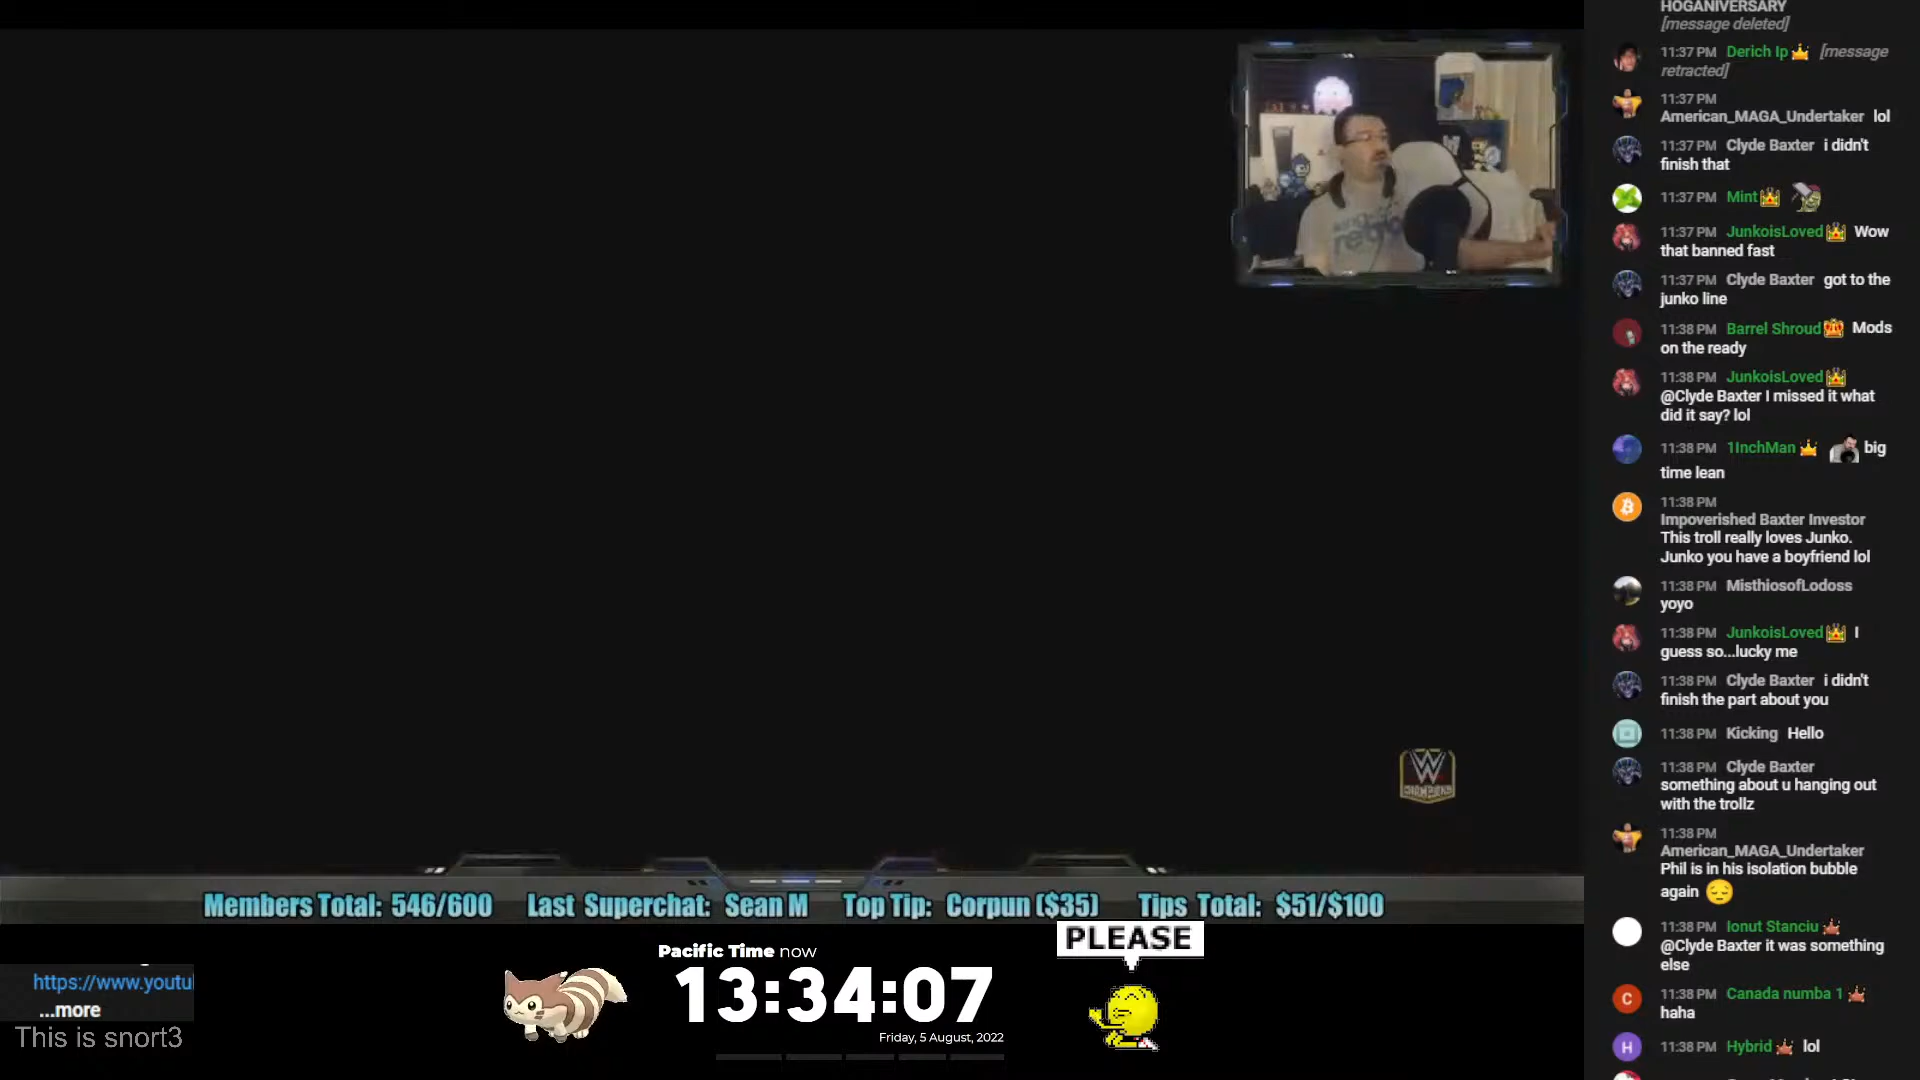 HOGANIVERSARY
[message deleted]
11:37 PM Derich Ip [message
retracted]
11:37 PM
American_MAGA_Undertaker lol
11:37 PM Clyde Baxter i didn't
finish that
11:37 PM Mint
11:37 PM JunkoisLoved Wow
that banned fast
11:37 PM Clyde Baxter got to the
junko line
11:38 PM Barrel Shroud Mods
on the ready
11:38 PM JunkoisLoved
@Clyde Baxter I missed it what
did it say? lol
11:38 PM 1InchMan big
time lean
11:38 PM
Impoverished Baxter Investor
This troll really loves Junko.
Junko you have a boyfriend lol
11:38 PM MisthiosofLodoss
yoyo
11:38 PM JunkoisLoved I
guess so...lucky me
11:38 PM Clyde Baxter i didn't
finish the part about you
11:38 PM Kicking Hello
11:38 PM Clyde Baxter
something about u hanging out
with the trollz
11:38 PM
American_MAGA_Undertaker
Phil is in his isolation bubble
again
11:38 PM Ionut Stanciu
@Clyde Baxter it was something
else
C
11:38 PM Canada numba 1
haha
H
11:38 PM Hybrid lol
retro
W
CHAMPIONS
Members Total: 546/600 Last Superchat: Sean M Top Tip: Corpun ($35) Tips Total: $51/$100
PLEASE
Pacific Time now
13:34:07
Friday, 5 August, 2022
https://www.youtu
...more
This is snort3